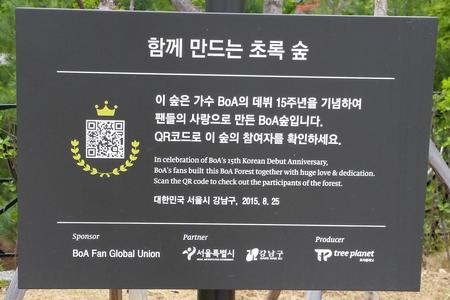 함께 만드는 초록 숲
이 숲은 가수 BoA의 데뷔 15주년을 기념하여
팬들의 사랑으로 만든 BoA숲입니다.
QR코드로 이 숲의 참여자를 확인하세요.
In celebration of BoA's 15th Korean Debut Anniversary,
BoA's fans built this BoA Forest together with huge love & dedication.
Scan the QR code to check out the participants of the forest.
대한민국 서울시 강남구, 2015. 8. 25
Sponsor Partner Producer
BoA Fan Global Union 서울특별시 강남구 tree planet